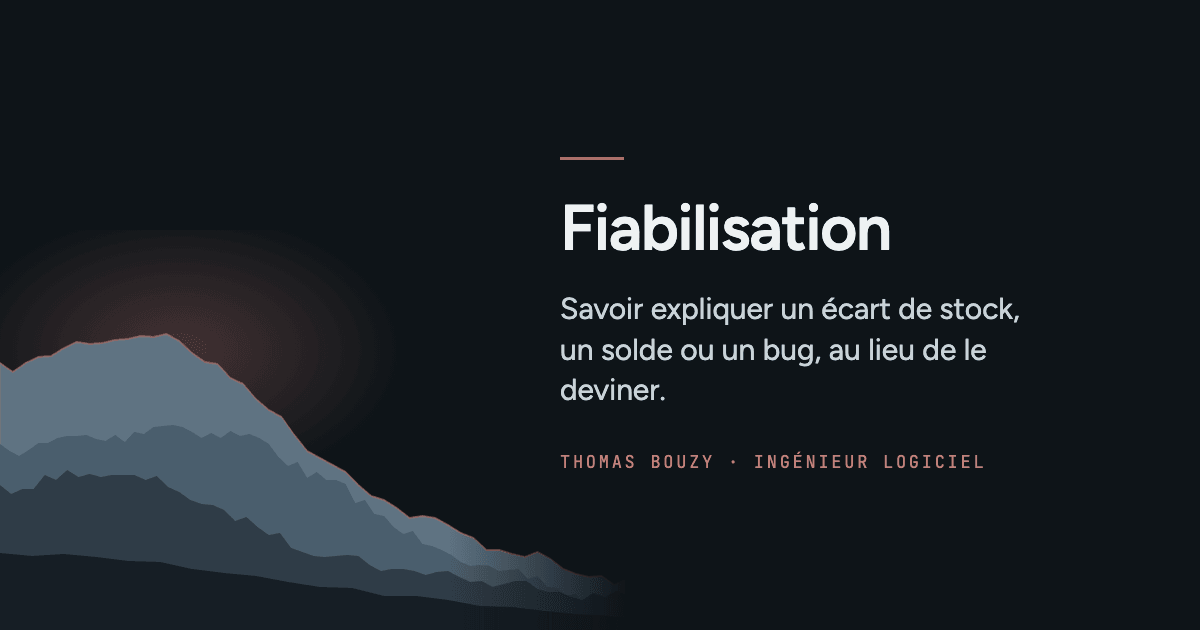 Fiabilisation
Savoir expliquer un écart de stock,
un solde ou un bug, au lieu de le
deviner.
THOMAS BOUZY · INGÉNIEUR LOGICIEL